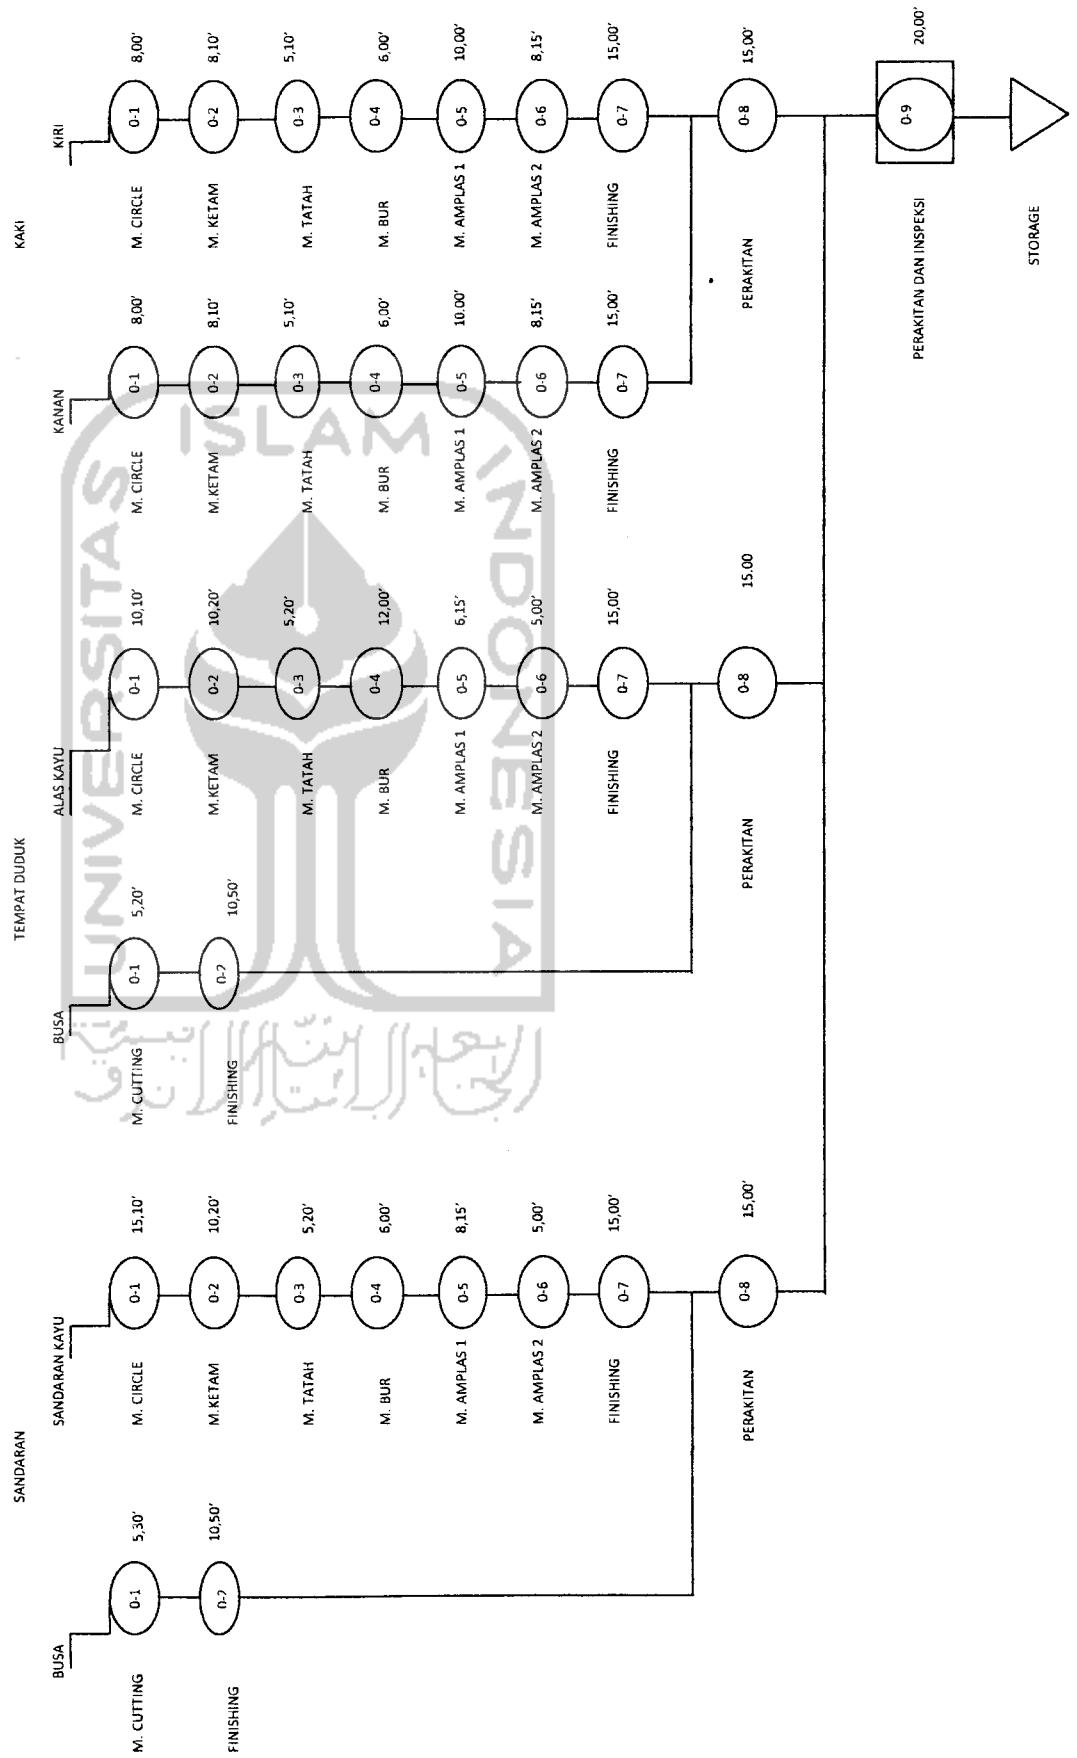 SANDARAN
TEMPAT DUDUK
KAKI
BUSA
SANDARAN KAYU
BUSA
ALAS KAYU
KANAN
KIRI
M. CUTTING
0-1
5,30'
FINISHING
0-2
10,50'
M. CIRCLE
0-1
15,10'
M.KETAM
0-2
10,20'
M. TATAH
0-3
5,20'
M. BUR
0-4
6,00'
M. AMPLAS 1
0-5
8,15'
M. AMPLAS 2
0-6
5,00'
FINISHING
0-7
15,00'
PERAKITAN
0-8
15,00'
M. CUTTING
0-1
5,20'
FINISHING
0-2
10,50'
M. CIRCLE
0-1
10,10'
M.KETAM
0-2
10,20'
M. TATAH
0-3
5,20'
M. BUR
0-4
12,00'
M. AMPLAS 1
0-5
6,15'
M. AMPLAS 2
0-6
5,00'
FINISHING
0-7
15,00'
PERAKITAN
0-8
15.00
M. CIRCLE
0-1
8,00'
M.KETAM
0-2
8,10'
M. TATAH
0-3
5,10'
M. BUR
0-4
6,00'
M. AMPLAS 1
0-5
10.00'
M. AMPLAS 2
0-6
8,15'
FINISHING
0-7
15,00'
M. CIRCLE
0-1
8,00'
M. KETAM
0-2
8,10'
M. TATAH
0-3
5,10'
M. BUR
0-4
6,00'
M. AMPLAS 1
0-5
10,00'
M. AMPLAS 2
0-6
8,15'
FINISHING
0-7
15,00'
PERAKITAN
0-8
15,00'
PERAKITAN DAN INSPEKSI
0-9
20,00'
STORAGE
UNIVERSITAS
ISLAM
INDONESIA